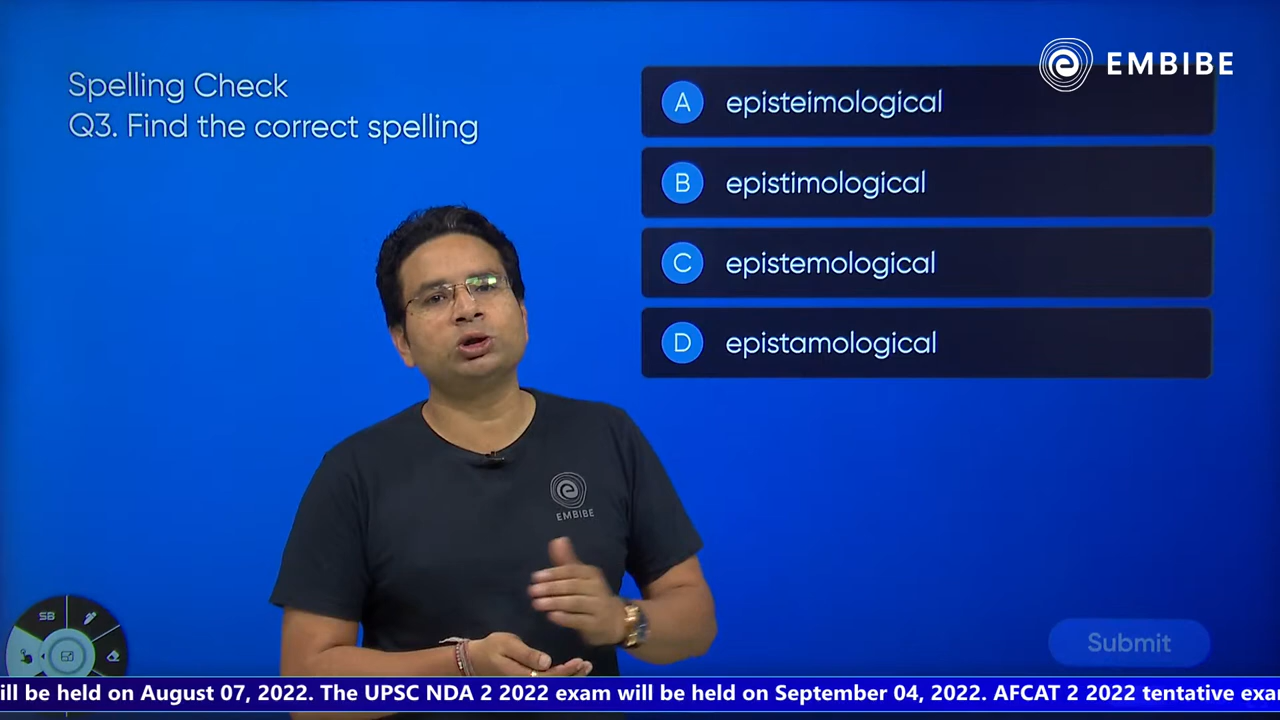 Spelling Check
Q3. Find the correct spelling
EMBIBE
A episteimological
B epistimological
C epistemological
D epistamological
EMBIBE
SB
Submit
ill be held on August 07, 2022. The UPSC NDA 2 2022 exam will be held on September 04, 2022. AFCAT 2 2022 tentative exa